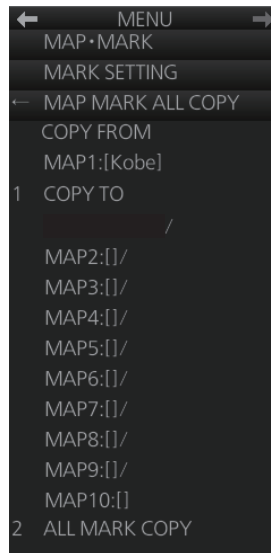 MENU
MAP•MARK
MARK SETTING
← MAP MARK ALL COPY
COPY FROM
MAP1:[Kobe]
1 COPY TO
/
MAP2:[]/
MAP3:[]/
MAP4:[]/
MAP5:[]/
MAP6:[]/
MAP7:[]/
MAP8:[]/
MAP9:[]/
MAP10:[]
2 ALL MARK COPY